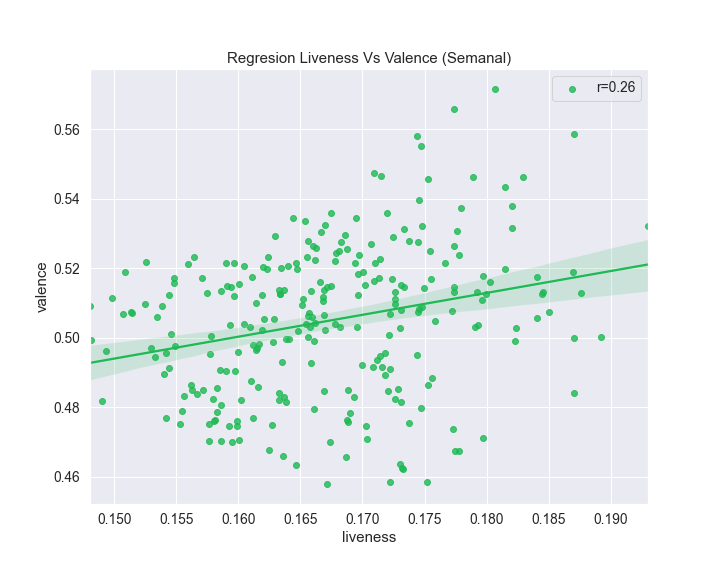 Regresion Liveness Vs Valence (Semanal)
r=0.26
valence
0.56
0.54
0.52
0.50
0.48
0.46
0.150 0.155 0.160 0.165 0.170 0.175 0.180 0.185 0.190
liveness